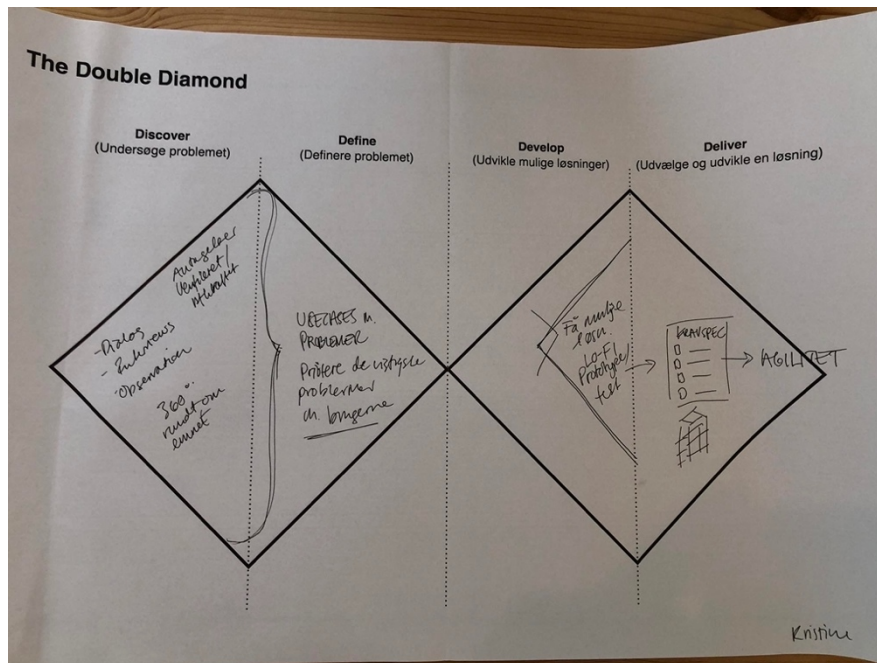 The Double Diamond
Discover
(Undersøge problemet)
Define
(Definere problemet)
Develop
(Udvikle mulige løsninger)
Deliver
(Udvælge og udvikle en løsning)
Antagelser
-Dialog
- Interviews
-Observation
360°
rundt om
emnet
USECASES m.
PROBLEMER
de vigtigste
problemer
m. brugerne
Få mulige
løsn.
Lo-Fi
Prototype/
test
KRAVSPEC
AGILITET
Kristine